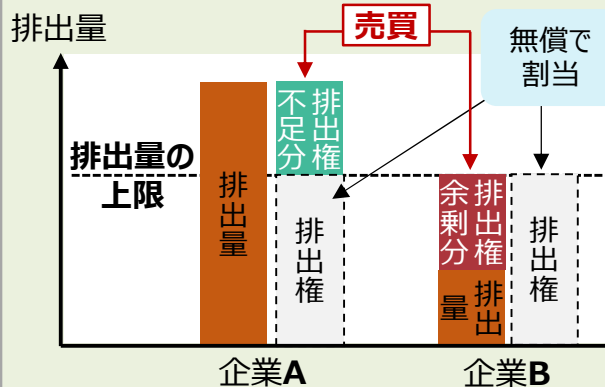 排出量
売買
無償で
割当
排出量の
上限
排出量
排出権
不足分
排出権
排出権
余剰分
排出
量
排出権
企業A
企業B